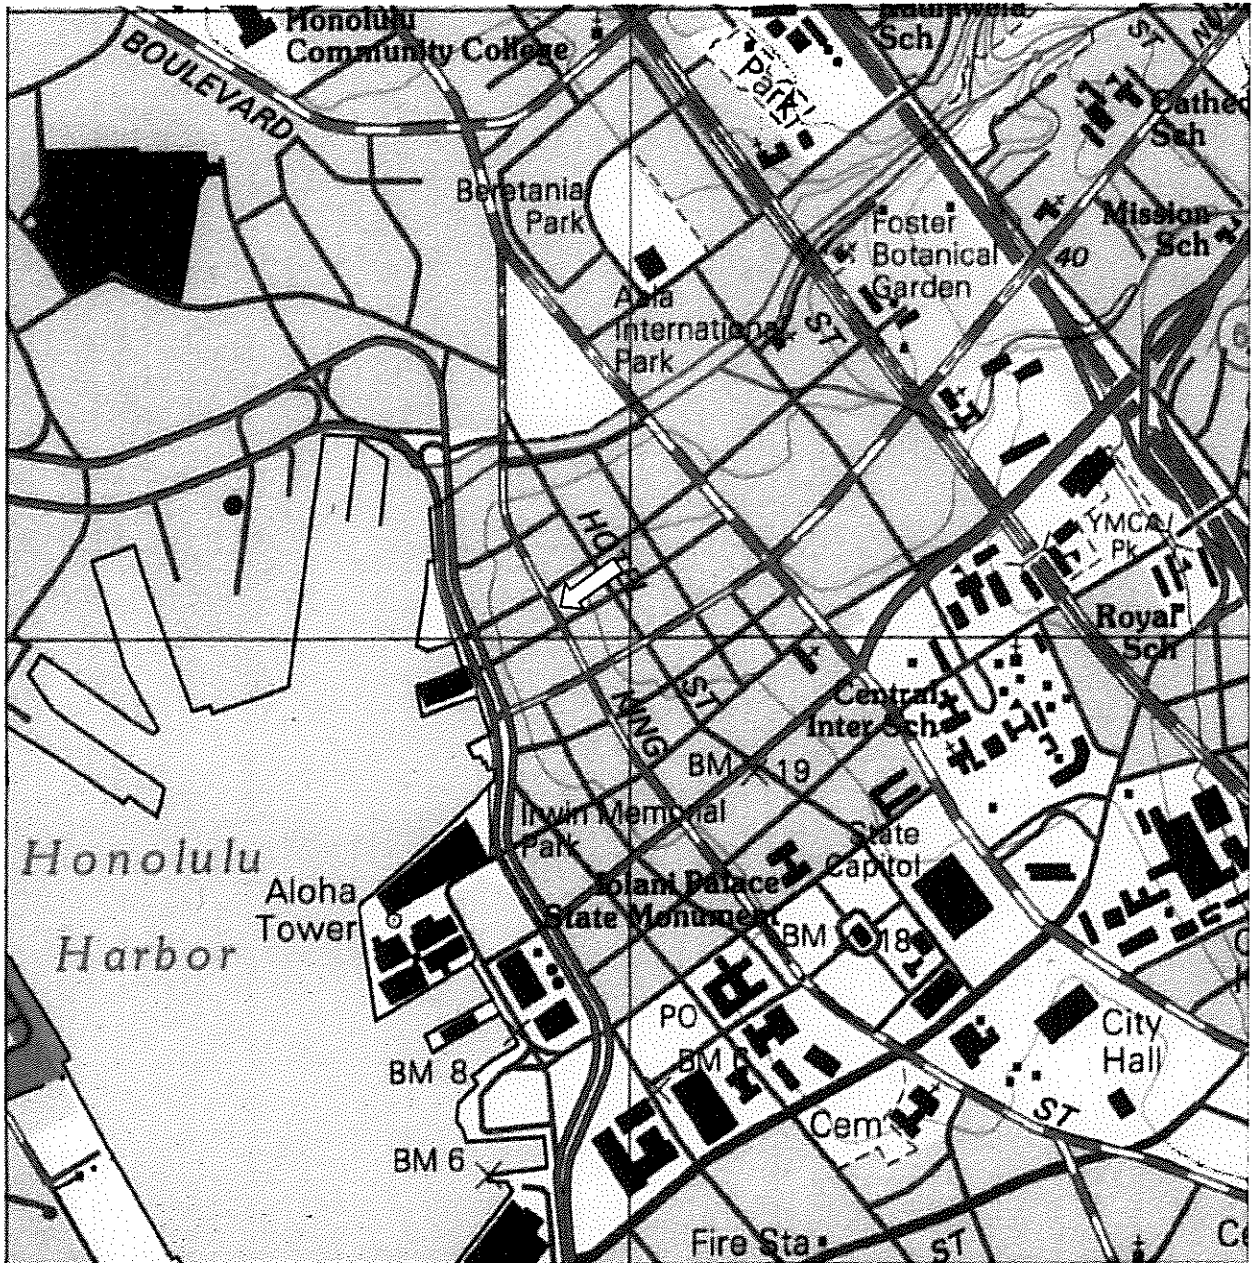 Honolulu
Community College
BOULEVARD
Sch
ST
Park
Sch
Beretania
Park
Foster
Botanical
Garden
Mission
Sch
40
Asia
International
Park
ST
HOTEL
YMCA
Pk
Royal
Sch
ST
KING
Central
Inter Sch
BM 19
Irwin Memorial
Park
State
Capitol
Honolulu
Harbor
Aloha
Tower
Iolani Palace
State Monument
BM 18
PO
City
Hall
BM 8
BM
Cem
ST
BM 6
Fire Sta
ST